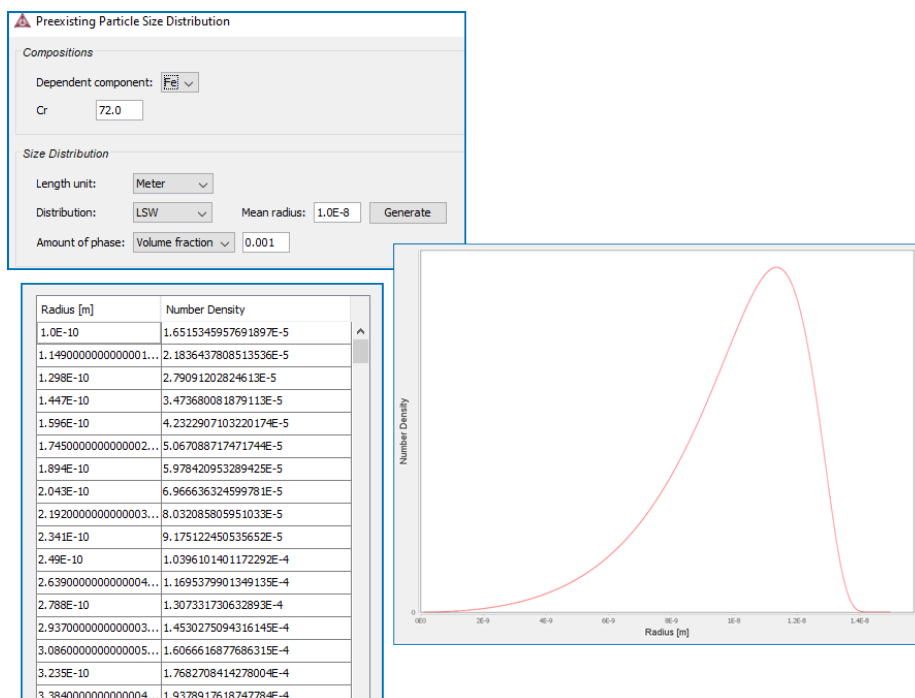 Preexisting Particle Size Distribution
Compositions
Dependent component: Fe
Cr 72.0
Size Distribution
Length unit: Meter
Distribution: LSW Mean radius: 1.0E-8 Generate
Amount of phase: Volume fraction 0.001
Radius [m] Number Density
1.0E-10 1.6515345957691897E-5
1.1490000000000001... 2.1836437808513536E-5
1.298E-10 2.79091202824613E-5
1.447E-10 3.473680081879113E-5
1.596E-10 4.2322907103220174E-5
1.7450000000000002... 5.067088717471744E-5
1.894E-10 5.978420953289425E-5
2.043E-10 6.966636324599781E-5
2.1920000000000003... 8.032085805951033E-5
2.341E-10 9.175122450535652E-5
2.49E-10 1.0396101401172292E-4
2.6390000000000004... 1.1695379901349135E-4
2.788E-10 1.307331730632893E-4
2.9370000000000003... 1.4530275094316145E-4
3.0860000000000005... 1.6066616877686315E-4
3.235E-10 1.7682708414278004E-4
3.3840000000000004... 1.9378917618747784E-4
Number Density
0
0E0 2E-9 4E-9 6E-9 8E-9 1E-8 1.2E-8 1.4E-8
Radius [m]